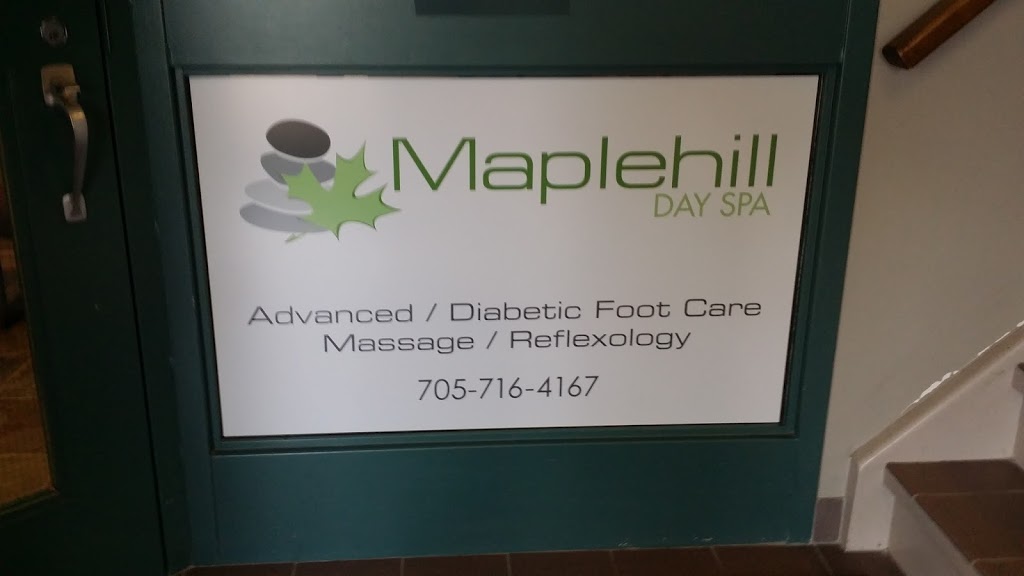 Maplehill
DAY SPA
Advanced / Diabetic Foot Care
Massage / Reflexology
705-716-4167